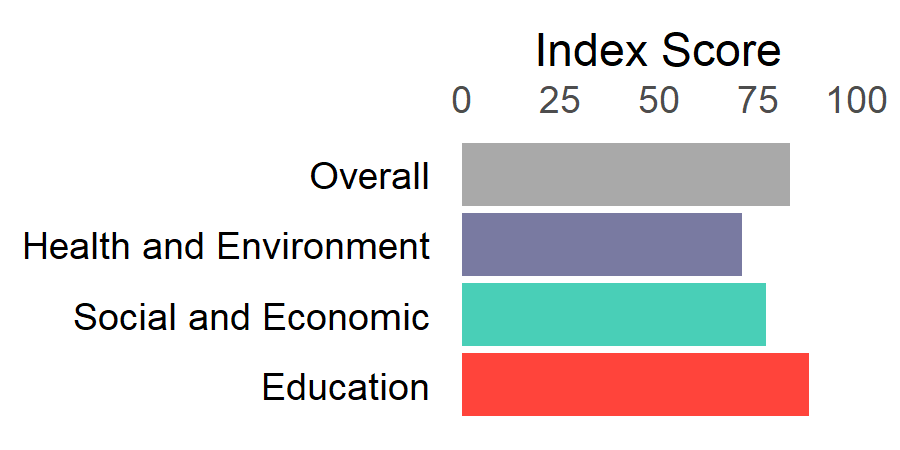 Index Score
0 25 50 75 100
Overall
Health and Environment
Social and Economic
Education